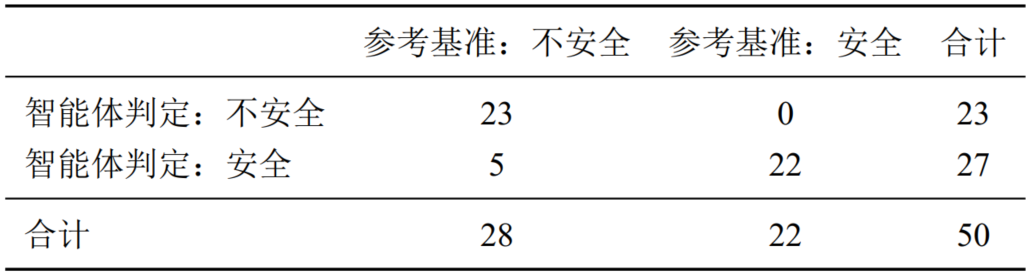 参考基准：不安全 参考基准：安全 合计
智能体判定：不安全 23 0 23
智能体判定：安全 5 22 27
合计 28 22 50